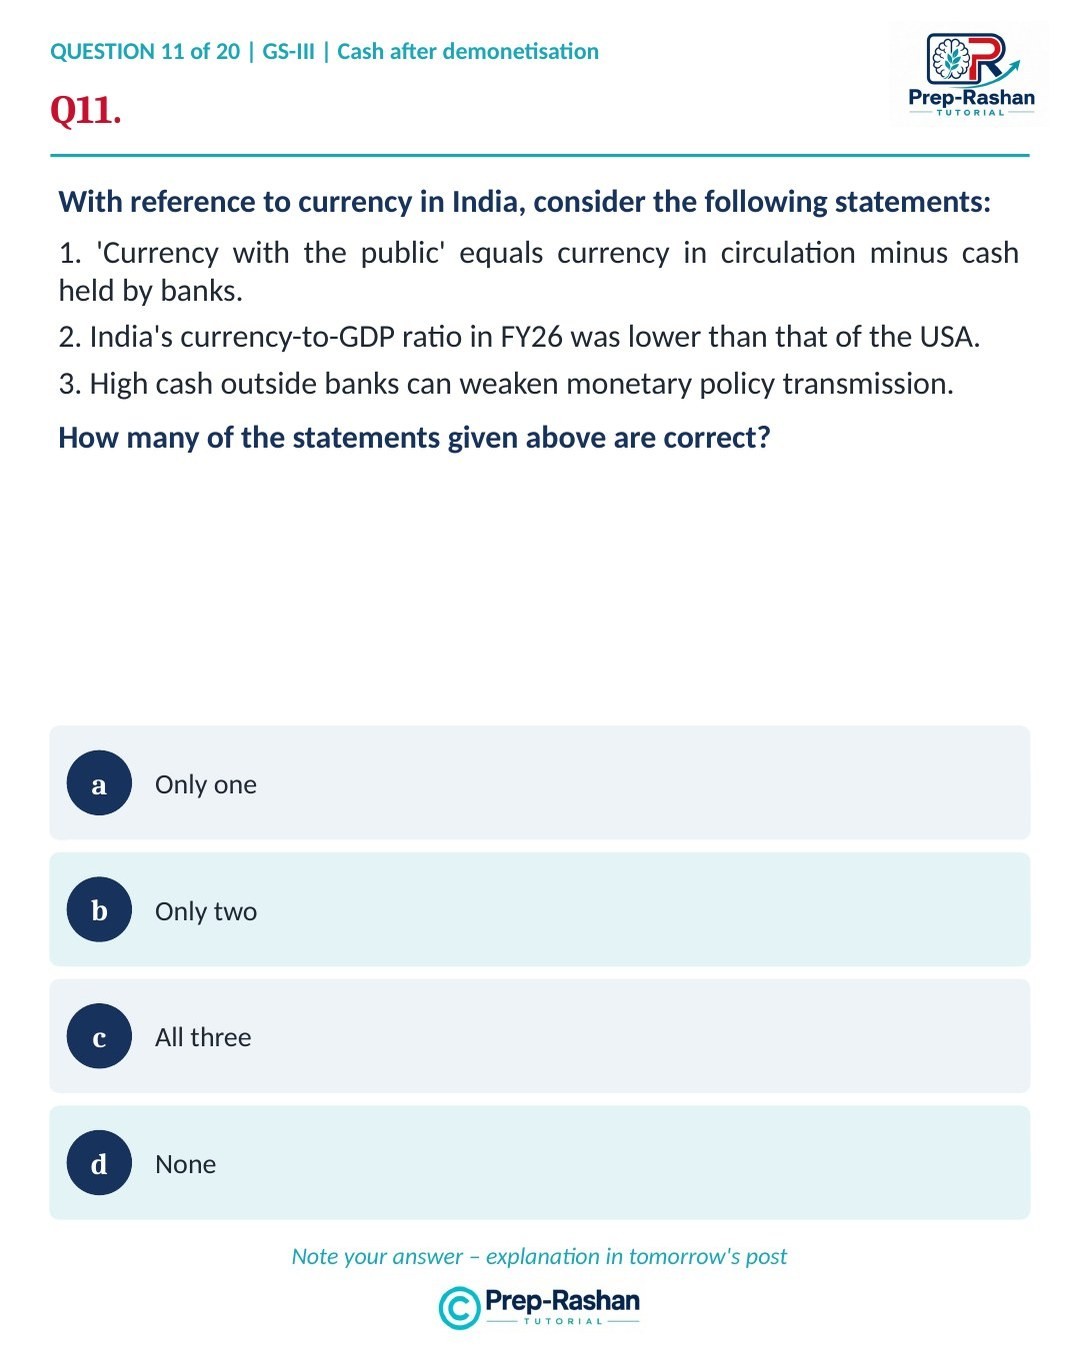 QUESTION 11 of 20 | GS-III | Cash after demonetisation
Prep-Rashan
TUTORIAL
Q11.
With reference to currency in India, consider the following statements:
1. 'Currency with the public' equals currency in circulation minus cash
held by banks.
2. India's currency-to-GDP ratio in FY26 was lower than that of the USA.
3. High cash outside banks can weaken monetary policy transmission.
How many of the statements given above are correct?
a Only one
b Only two
c All three
d None
Note your answer – explanation in tomorrow's post
© Prep-Rashan
TUTORIAL